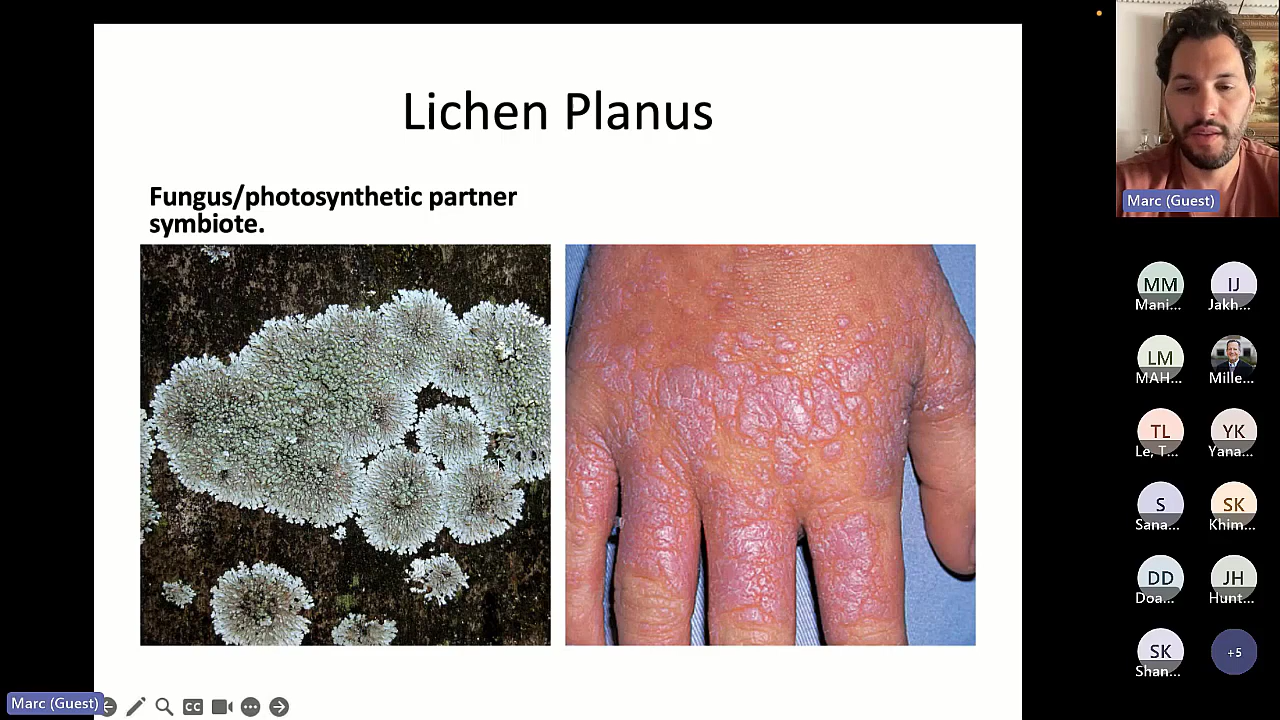 Lichen Planus
Fungus/photosynthetic partner
symbiote.
Marc (Guest)
MM
Mani...
IJ
Jakh...
LM
MAH...
Mille...
TL
Le, T...
YK
Yana...
S
Sana...
SK
Khim...
DD
Doa...
JH
Hunt...
SK
Shan...
+5
Marc (Guest)
CC